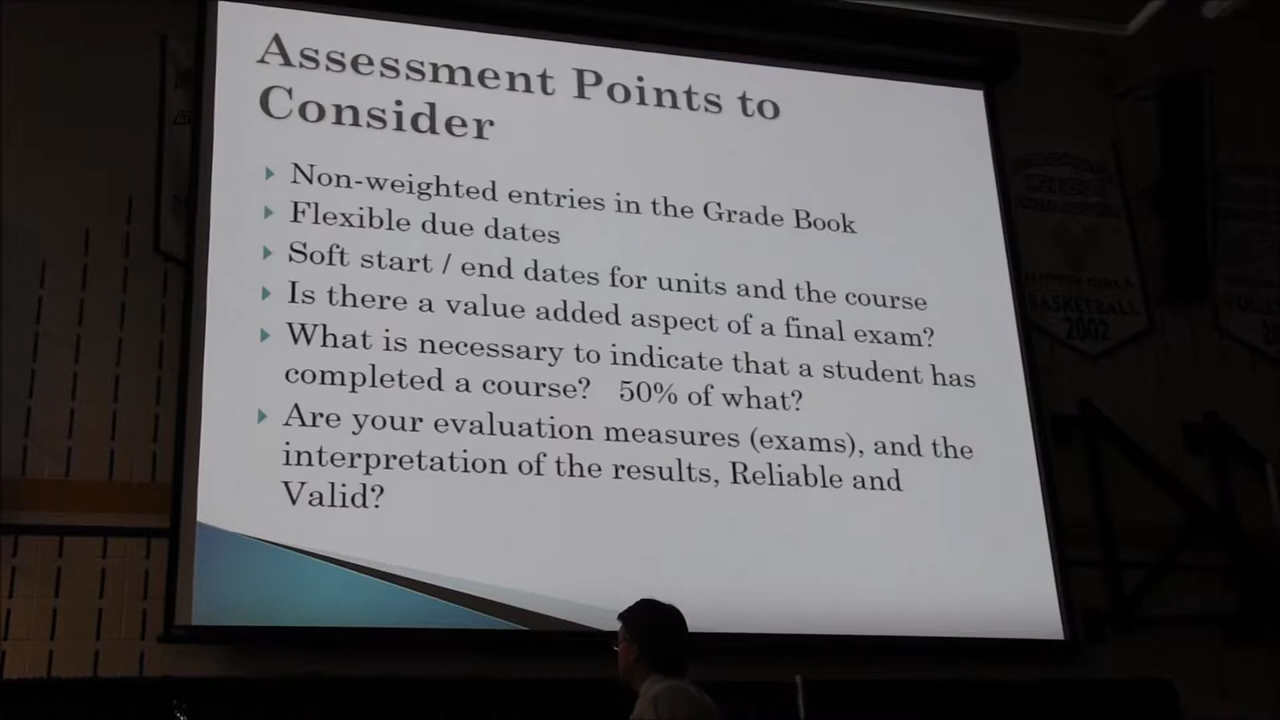 Assessment Points to
Consider
Non-weighted entries in the Grade Book
Flexible due dates
Soft start / end dates for units and the course
Is there a value added aspect of a final exam?
What is necessary to indicate that a student has
completed a course?   50% of what?
Are your evaluation measures (exams), and the
interpretation of the results, Reliable and
Valid?
BASKETBALL
2002